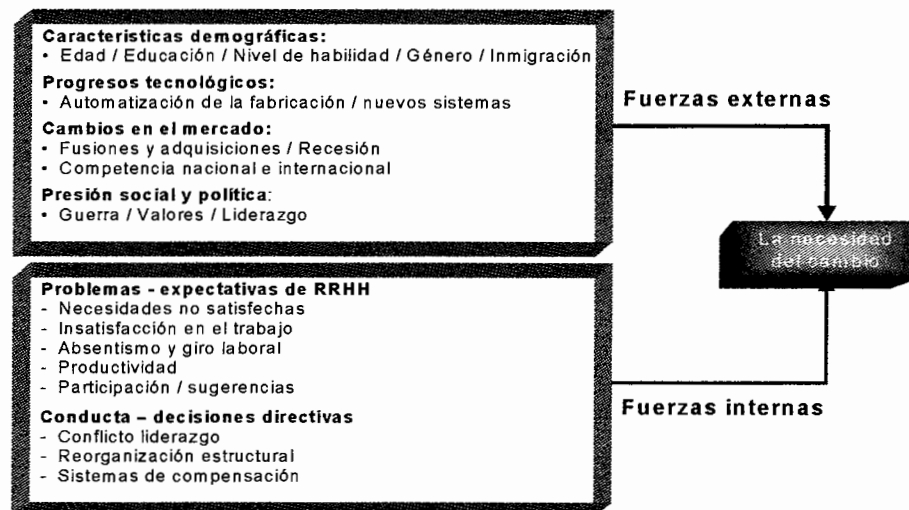 Características demográficas:
• Edad / Educación / Nivel de habilidad / Género / Inmigración
Progresos tecnológicos:
• Automatización de la fabricación / nuevos sistemas
Cambios en el mercado:
• Fusiones y adquisiciones / Recesión
• Competencia nacional e internacional
Presión social y política:
• Guerra / Valores / Liderazgo
Fuerzas externas
La necesidad
del cambio
Problemas - expectativas de RRHH
- Necesidades no satisfechas
- Insatisfacción en el trabajo
- Absentismo y giro laboral
- Productividad
- Participación / sugerencias
Conducta – decisiones directivas
- Conflicto liderazgo
- Reorganización estructural
- Sistemas de compensación
Fuerzas internas